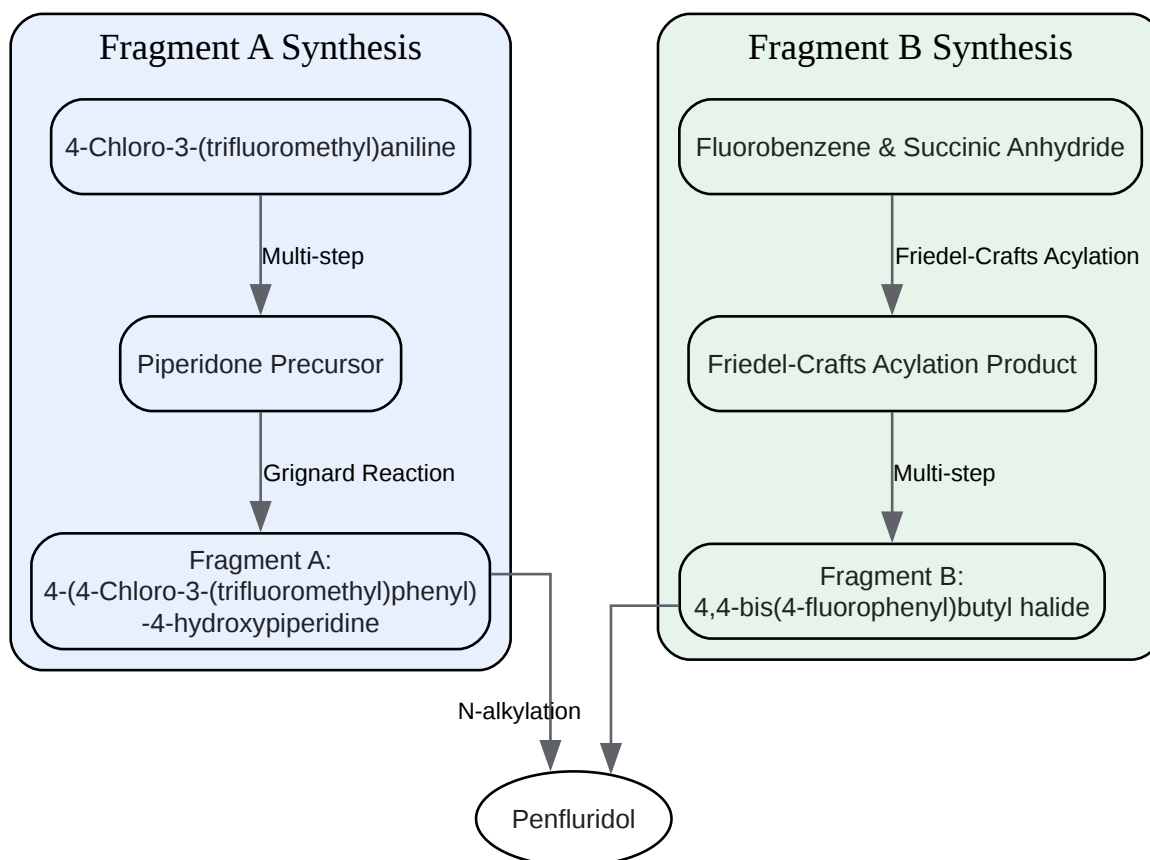 Fragment A Synthesis
4-Chloro-3-(trifluoromethyl)aniline
Multi-step
Piperidone Precursor
Grignard Reaction
Fragment A:
4-(4-Chloro-3-(trifluoromethyl)phenyl)
-4-hydroxypiperidine
Fragment B Synthesis
Fluorobenzene & Succinic Anhydride
Friedel-Crafts Acylation
Friedel-Crafts Acylation Product
Multi-step
Fragment B:
4,4-bis(4-fluorophenyl)butyl halide
N-alkylation
Penfluridol